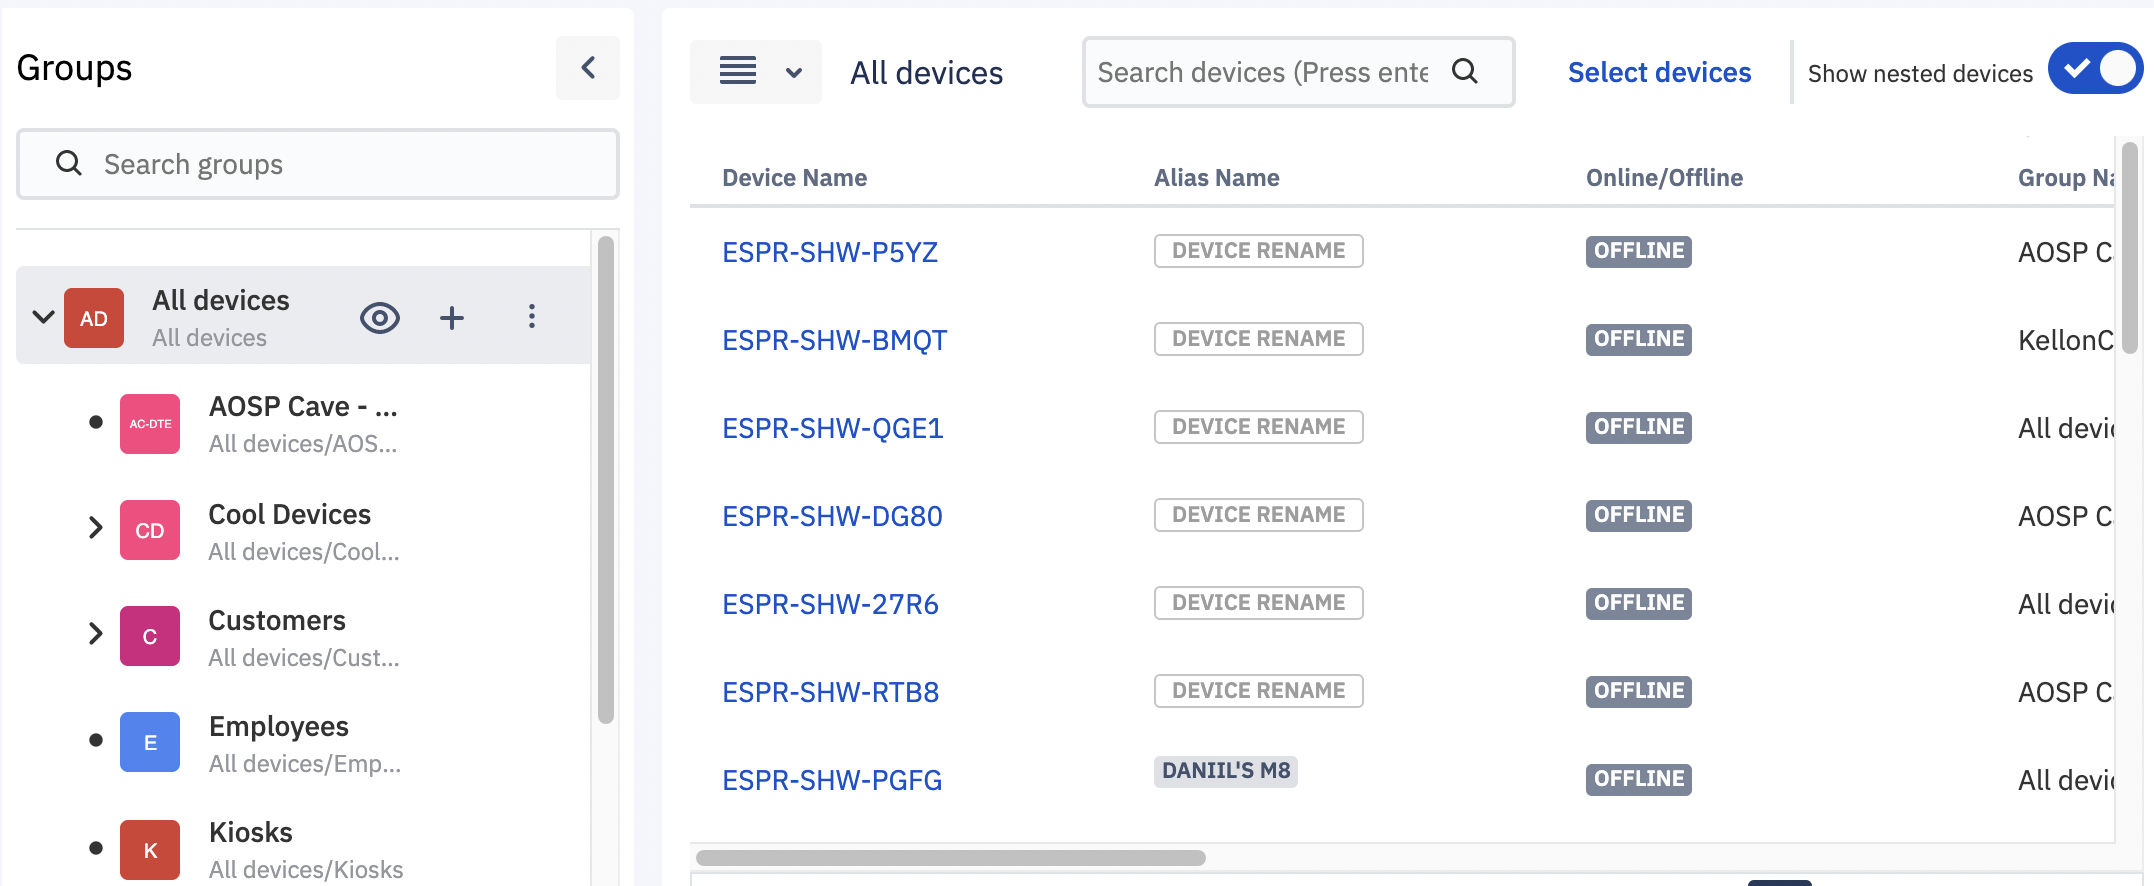 Groups
Search groups
AD
All devices
All devices
AC-DTE
AOSP Cave - ...
All devices/AOS...
CD
Cool Devices
All devices/Cool...
C
Customers
All devices/Cust...
E
Employees
All devices/Emp...
K
Kiosks
All devices/Kiosks
All devices
Search devices (Press ente
Select devices
Show nested devices
Device Name Alias Name Online/Offline Group Na
ESPR-SHW-P5YZ DEVICE RENAME OFFLINE AOSP C
ESPR-SHW-BMQT DEVICE RENAME OFFLINE KellonC
ESPR-SHW-QGE1 DEVICE RENAME OFFLINE All devic
ESPR-SHW-DG80 DEVICE RENAME OFFLINE AOSP C
ESPR-SHW-27R6 DEVICE RENAME OFFLINE All devic
ESPR-SHW-RTB8 DEVICE RENAME OFFLINE AOSP C
ESPR-SHW-PGFG DANIIL'S M8 OFFLINE All devic